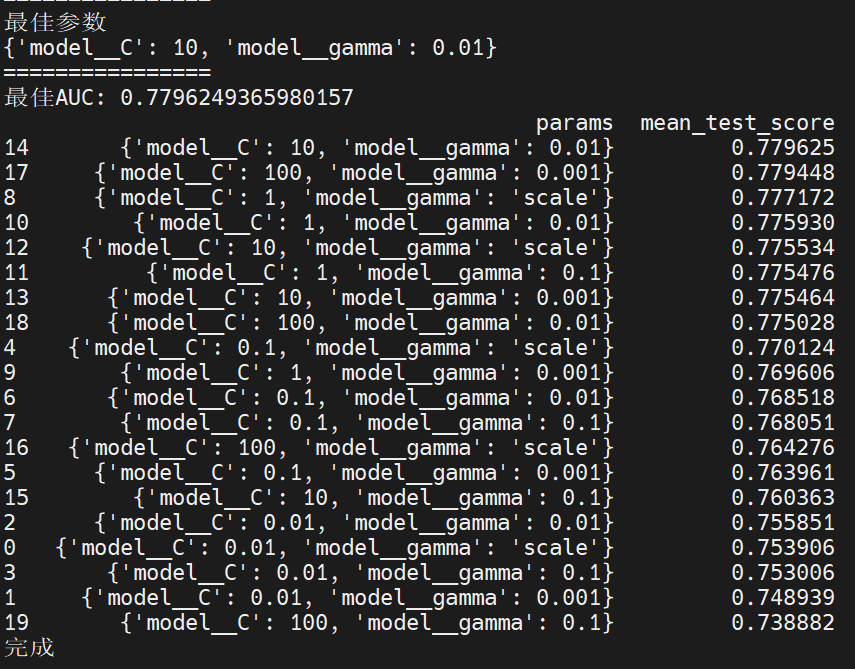 ================
最佳参数
{'model__C': 10, 'model__gamma': 0.01}
================
最佳AUC: 0.7796249365980157
params  mean_test_score
14       {'model__C': 10, 'model__gamma': 0.01}         0.779625
17     {'model__C': 100, 'model__gamma': 0.001}         0.779448
8      {'model__C': 1, 'model__gamma': 'scale'}         0.777172
10        {'model__C': 1, 'model__gamma': 0.01}         0.775930
12    {'model__C': 10, 'model__gamma': 'scale'}         0.775534
11         {'model__C': 1, 'model__gamma': 0.1}         0.775476
13      {'model__C': 10, 'model__gamma': 0.001}         0.775464
18      {'model__C': 100, 'model__gamma': 0.01}         0.775028
4    {'model__C': 0.1, 'model__gamma': 'scale'}         0.770124
9        {'model__C': 1, 'model__gamma': 0.001}         0.769606
6       {'model__C': 0.1, 'model__gamma': 0.01}         0.768518
7        {'model__C': 0.1, 'model__gamma': 0.1}         0.768051
16   {'model__C': 100, 'model__gamma': 'scale'}         0.764276
5      {'model__C': 0.1, 'model__gamma': 0.001}         0.763961
15        {'model__C': 10, 'model__gamma': 0.1}         0.760363
2      {'model__C': 0.01, 'model__gamma': 0.01}         0.755851
0   {'model__C': 0.01, 'model__gamma': 'scale'}         0.753906
3       {'model__C': 0.01, 'model__gamma': 0.1}         0.753006
1     {'model__C': 0.01, 'model__gamma': 0.001}         0.748939
19       {'model__C': 100, 'model__gamma': 0.1}         0.738882
完成